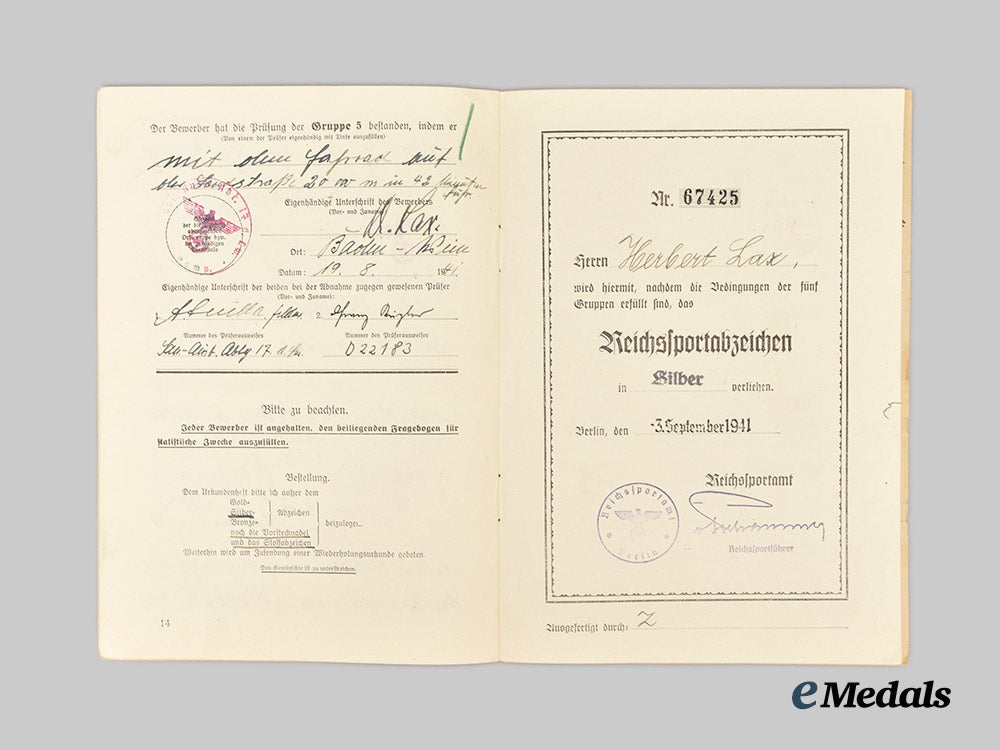 Der Bewerber hat die Prüfung der Gruppe 5 bestanden, indem er
(Von einem der Prüfer eigenhändig mit Tinte auszufüllen)
mit dem Fahrrad auf
der Landstraße 20 000 m in 42 Minuten
Eigenhändige Unterschrift des Bewerbers
(Vor- und Zuname)
H. Lax.
Ort: Baden - Wien
Datum: 19. 8. 1941.
Eigenhändige Unterschrift der beiden bei der Abnahme zugegen gewesenen Prüfer
(Vor- und Zuname):
2 Franz
Nummer des Prüferausweises Nummer des Prüferausweises
17 D 22183
Bitte zu beachten.
Jeder Bewerber ist angehalten, den beiliegenden Fragebogen für
statistische Zwecke auszufüllen.
Bestellung.
Dem Urkundenheft bitte ich außer dem
Gold-
Silber- Abzeichen
Bronze- beizulegen..
noch die Vorstecknadel
und das Stoffabzeichen
Weiterhin wird um Zusendung einer Wiederholungsurkunde gebeten.
Das Gewünschte ist zu unterstreichen.
14
Nr. 67425
Herrn Herbert Lax,
wird hiermit, nachdem die Bedingungen der fünf
Gruppen erfüllt sind, das
Reichssportabzeichen
in Silber verliehen.
Berlin, den -3. September 1941
Reichssportamt
Reichssportamt
Berlin
Reichssportführer
Ausgefertigt durch: Z
eMedals